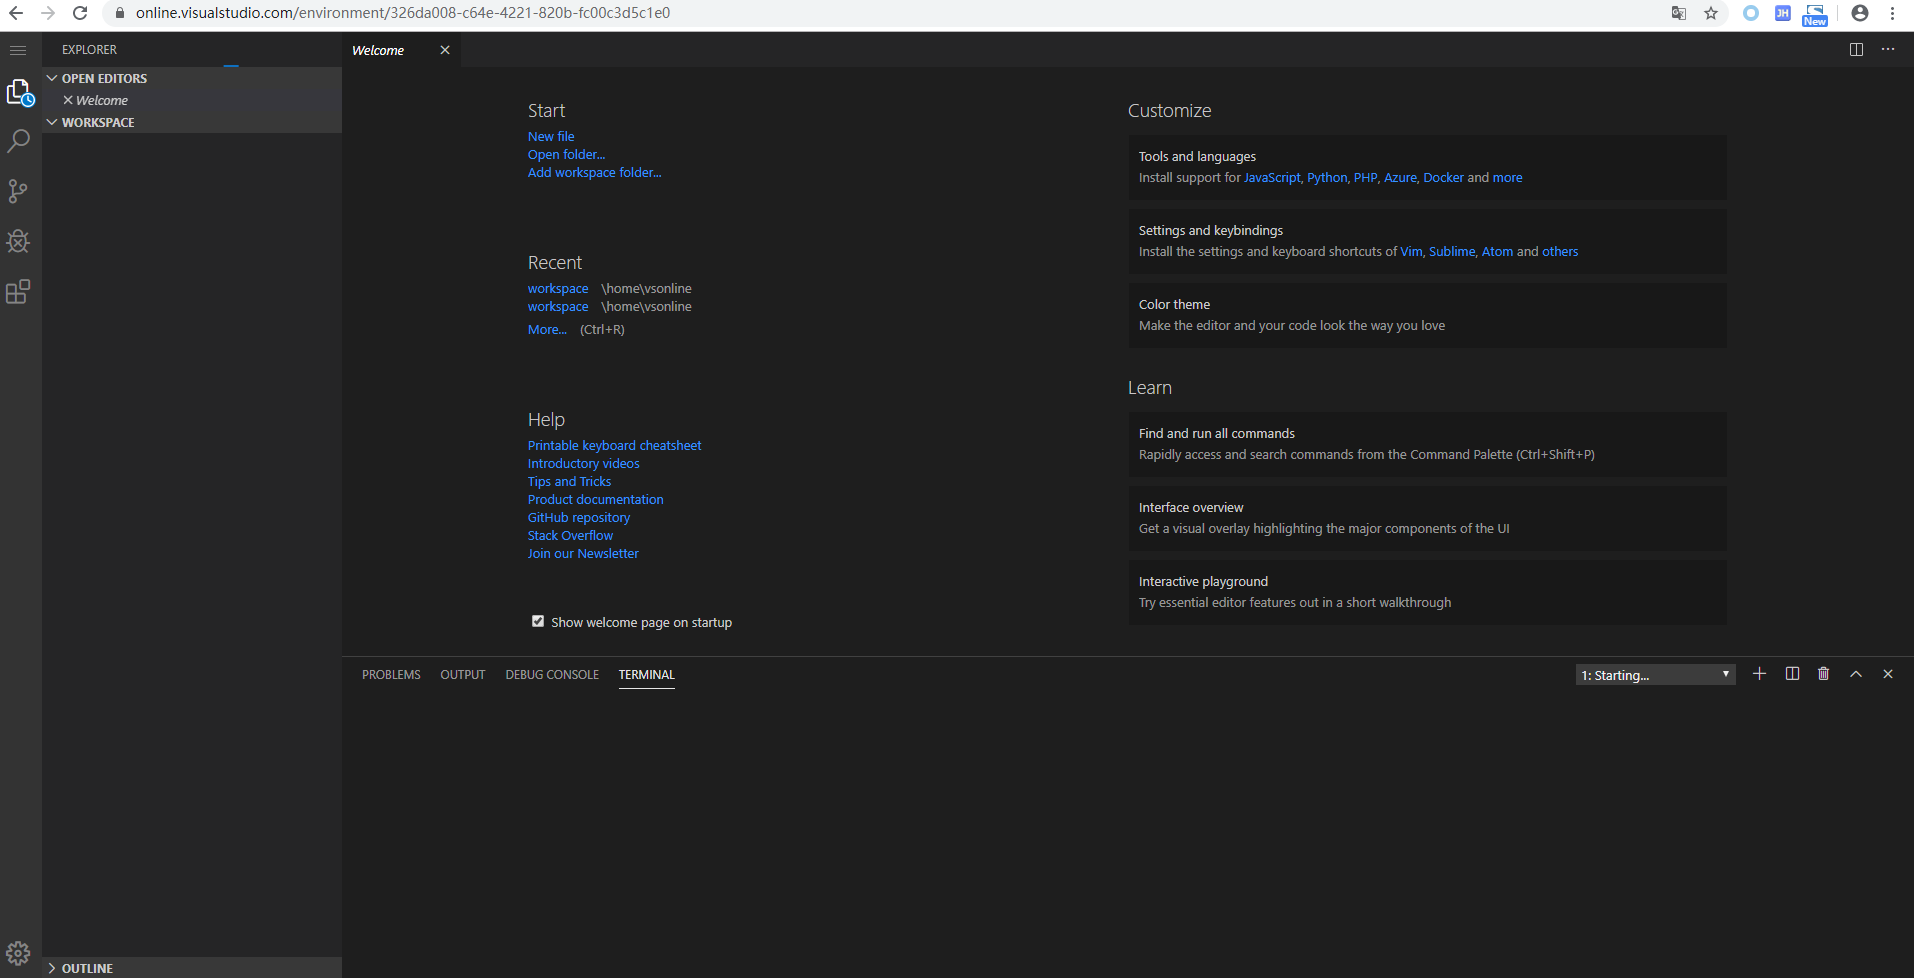 online.visualstudio.com/environment/326da008-c64e-4221-820b-fc00c3d5c1e0
JH
New
EXPLORER
OPEN EDITORS
Welcome
WORKSPACE
OUTLINE
Welcome
Start
New file
Open folder...
Add workspace folder...
Recent
workspace \home\vsonline
workspace \home\vsonline
More... (Ctrl+R)
Help
Printable keyboard cheatsheet
Introductory videos
Tips and Tricks
Product documentation
GitHub repository
Stack Overflow
Join our Newsletter
Show welcome page on startup
Customize
Tools and languages
Install support for JavaScript, Python, PHP, Azure, Docker and more
Settings and keybindings
Install the settings and keyboard shortcuts of Vim, Sublime, Atom and others
Color theme
Make the editor and your code look the way you love
Learn
Find and run all commands
Rapidly access and search commands from the Command Palette (Ctrl+Shift+P)
Interface overview
Get a visual overlay highlighting the major components of the UI
Interactive playground
Try essential editor features out in a short walkthrough
PROBLEMS OUTPUT DEBUG CONSOLE TERMINAL
1: Starting...